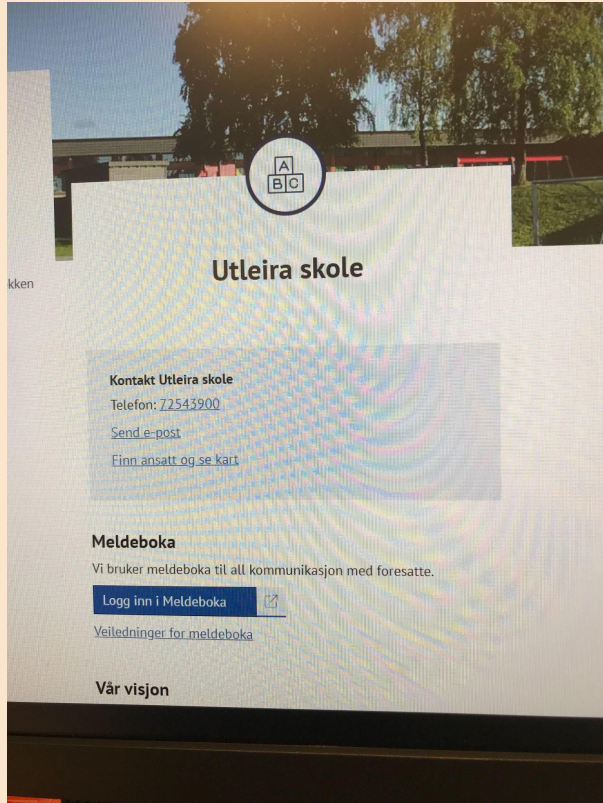 A
B C
Utleira skole
kken
Kontakt Utleira skole
Telefon: 72543900
Send e-post
Finn ansatt og se kart
Meldeboka
Vi bruker meldeboka til all kommunikasjon med foresatte.
Logg inn i Meldeboka
Veiledninger for meldeboka
Vår visjon